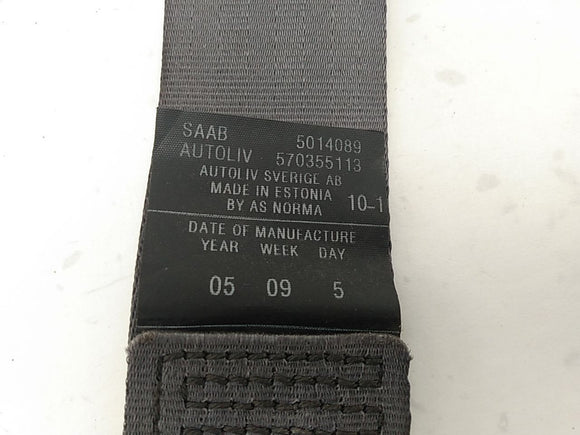 SAAB 5014089
AUTOLIV 570355113
AUTOLIV SVERIGE AB
MADE IN ESTONIA
BY AS NORMA 10-1
DATE OF MANUFACTURE
YEAR WEEK DAY
05 09 5